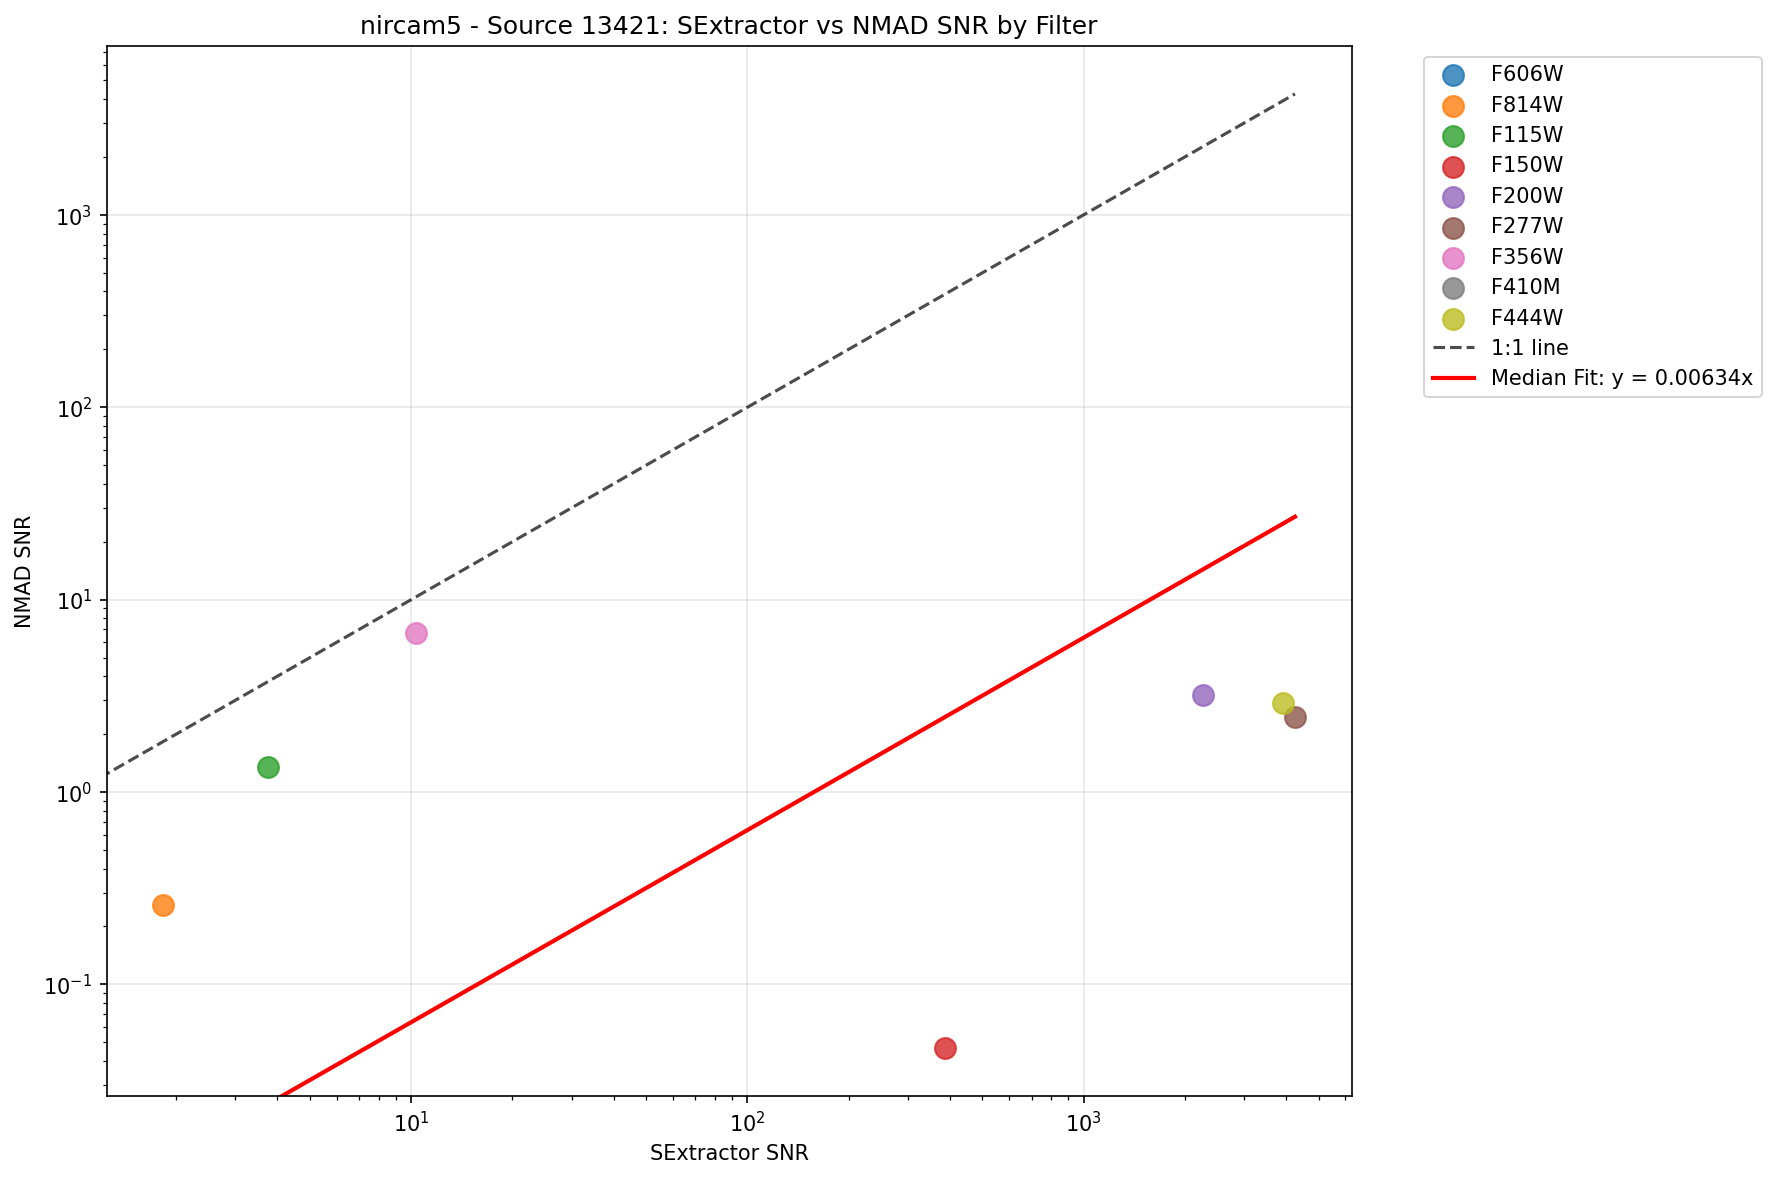 nircam5 - Source 13421: SExtractor vs NMAD SNR by Filter
NMAD SNR
10³
10²
10¹
10⁰
10⁻¹
10¹
10²
10³
SExtractor SNR
F606W
F814W
F115W
F150W
F200W
F277W
F356W
F410M
F444W
1:1 line
Median Fit: y = 0.00634x